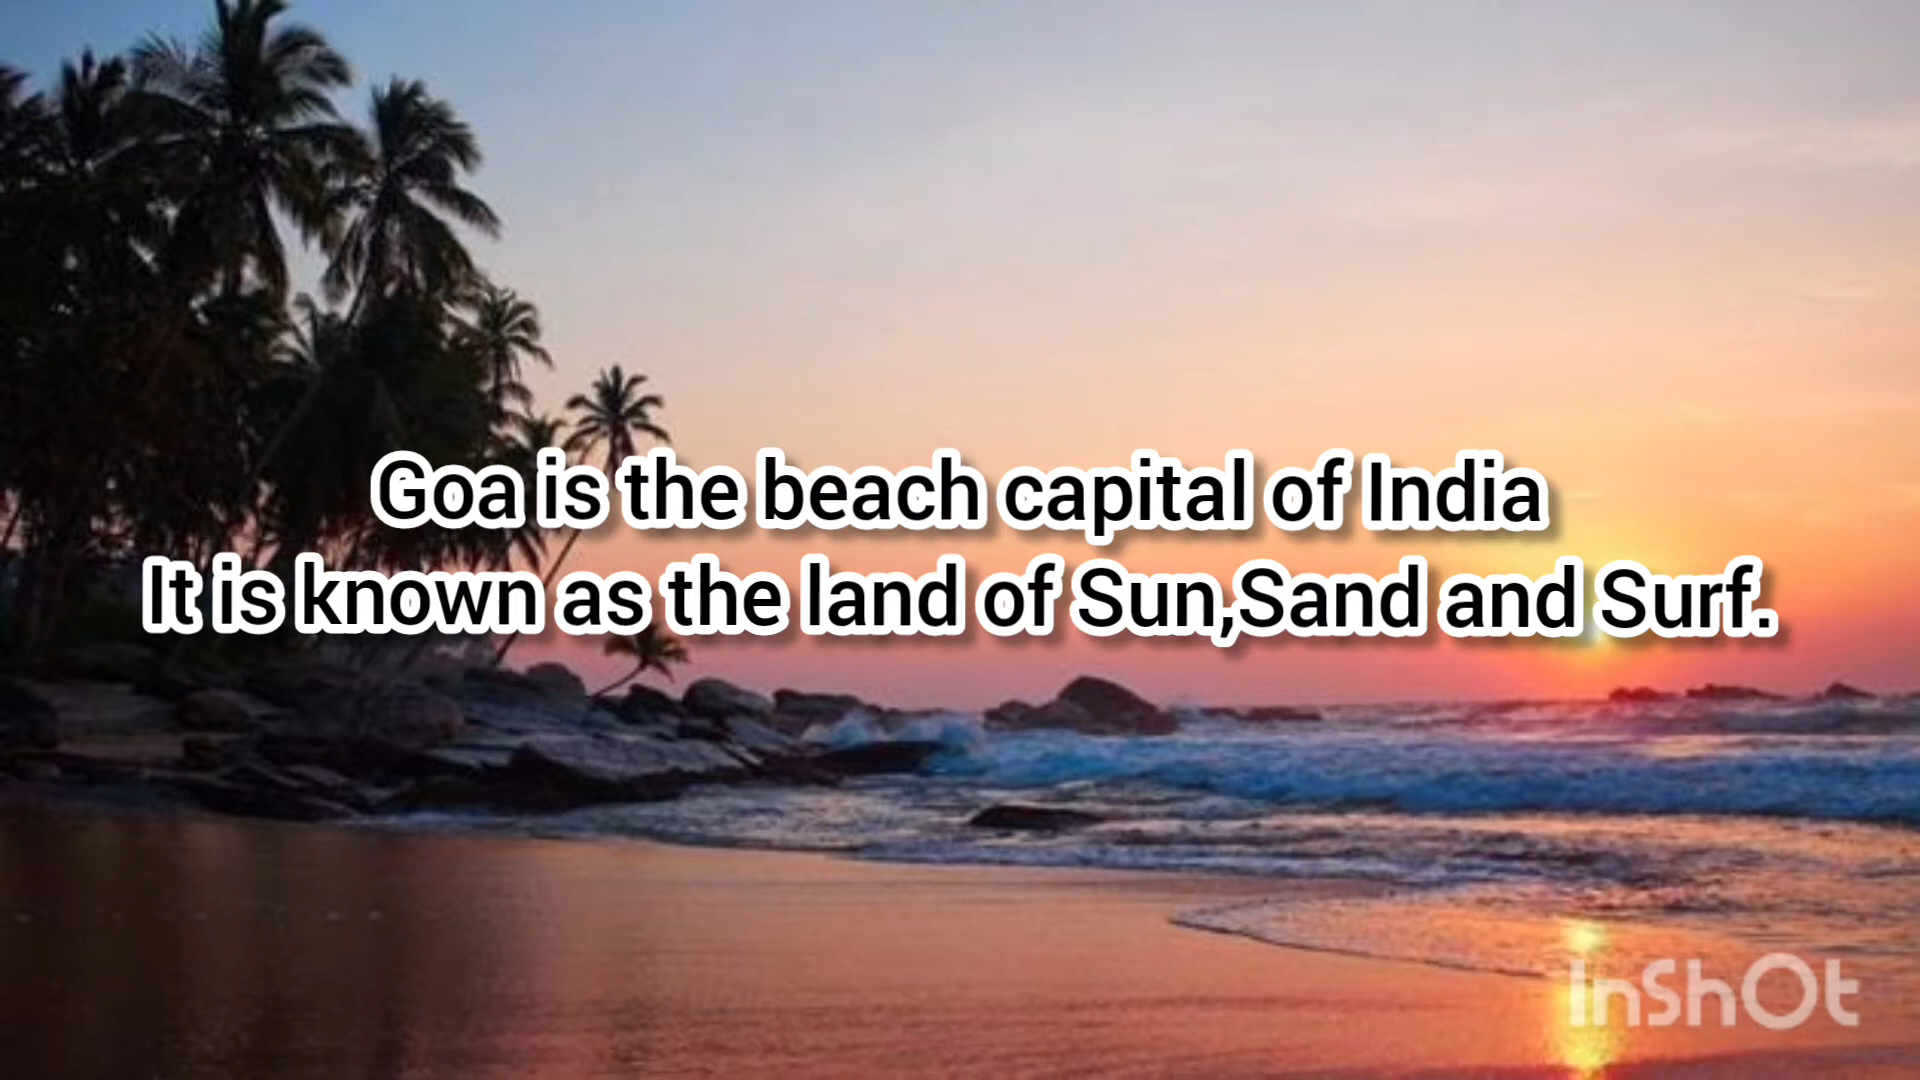 Goa is the beach capital of India
It is known as the land of Sun,Sand and Surf.
InShOt